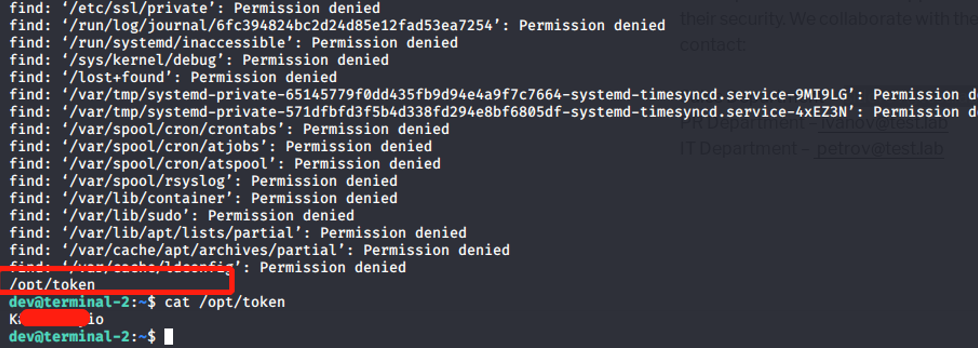 find: ‘/etc/ssl/private’: Permission denied
find: ‘/run/log/journal/6fc394824bc2d24d85e12fad53ea7254’: Permission denied
find: ‘/run/systemd/inaccessible’: Permission denied
find: ‘/sys/kernel/debug’: Permission denied
find: ‘/lost+found’: Permission denied
find: ‘/var/tmp/systemd-private-65145779f0dd435fb9d94e4a9f7c7664-systemd-timesyncd.service-9MI9LG’: Permission d
find: ‘/var/tmp/systemd-private-571dfbfd3f5b4d338fd294e8bf6805df-systemd-timesyncd.service-4xEZ3N’: Permission d
find: ‘/var/spool/cron/crontabs’: Permission denied
find: ‘/var/spool/cron/atjobs’: Permission denied
find: ‘/var/spool/cron/atspool’: Permission denied
find: ‘/var/spool/rsyslog’: Permission denied
find: ‘/var/lib/container’: Permission denied
find: ‘/var/lib/sudo’: Permission denied
find: ‘/var/lib/apt/lists/partial’: Permission denied
find: ‘/var/cache/apt/archives/partial’: Permission denied
find: ‘/var/cache/ldconfig’: Permission denied
/opt/token
dev@terminal-2:~$ cat /opt/token
dev@terminal-2:~$
their security. We collaborate with the
contact:
PR Department - ivanov@test.lab
IT Department - petrov@test.lab